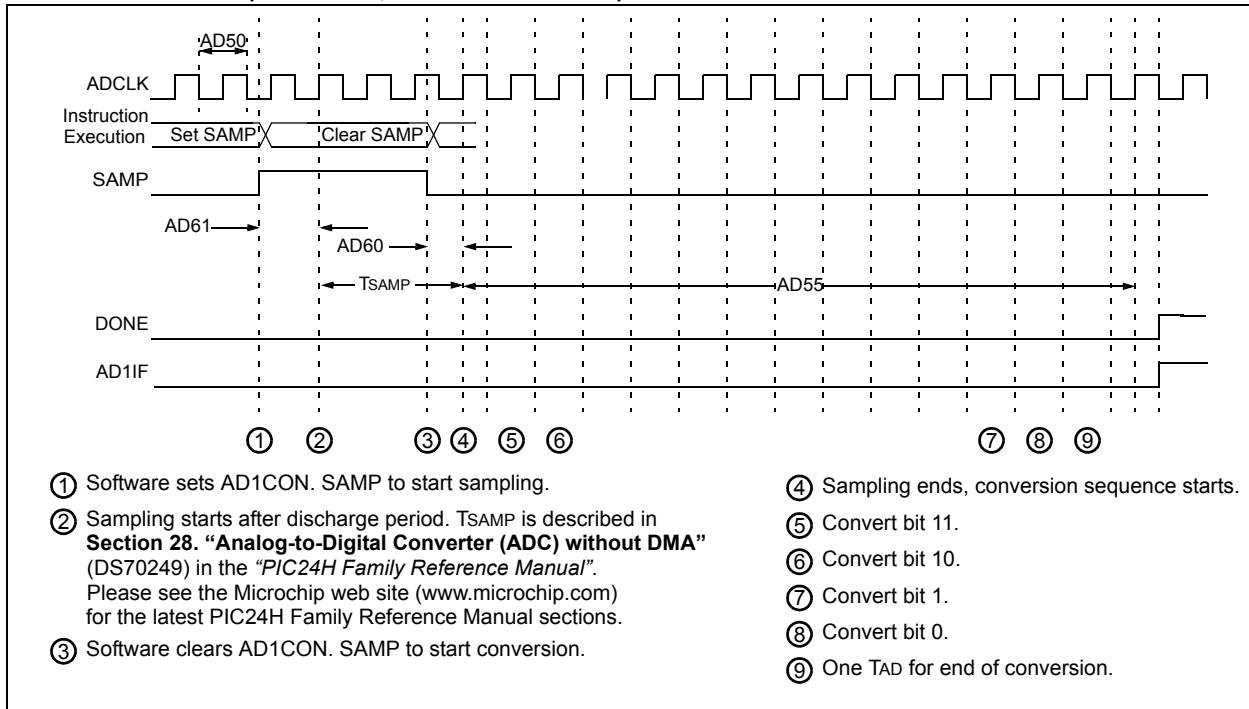 AD50
ADCLK
Instruction
Execution
Set SAMP
Clear SAMP
SAMP
AD61
AD60
TSAMP
AD55
DONE
AD1IF
1 2 3 4 5 6 7 8 9
1 Software sets AD1CON. SAMP to start sampling.
2 Sampling starts after discharge period. TSAMP is described in
Section 28. “Analog-to-Digital Converter (ADC) without DMA”
(DS70249) in the “PIC24H Family Reference Manual”.
Please see the Microchip web site (www.microchip.com)
for the latest PIC24H Family Reference Manual sections.
3 Software clears AD1CON. SAMP to start conversion.
4 Sampling ends, conversion sequence starts.
5 Convert bit 11.
6 Convert bit 10.
7 Convert bit 1.
8 Convert bit 0.
9 One TAD for end of conversion.